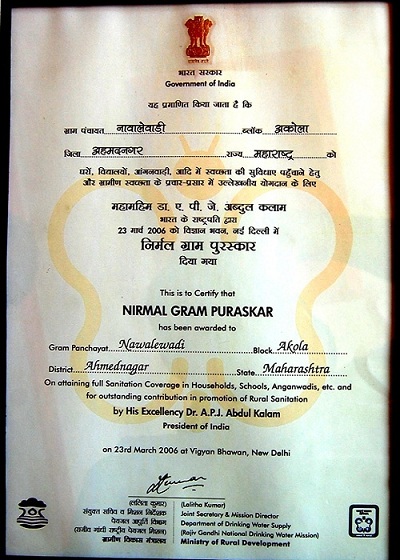 भारत सरकार
Government of India
यह प्रमाणित किया जाता है कि
ग्राम पंचायत नावालेवाडी ब्लॉक अकोला
जिला अहमदनगर राज्य महाराष्ट्र को
घरों, विद्यालयों, आंगनवाड़ी, आदि में स्वच्छता की सुविधाएं पहुँचाने हेतु
और ग्रामीण स्वच्छता के प्रचार-प्रसार में उल्लेखनीय योगदान के लिए
महामहिम डा. ए. पी. जे. अब्दुल कलाम
भारत के राष्ट्रपति द्वारा
23 मार्च 2006 को विज्ञान भवन, नई दिल्ली में
निर्मल ग्राम पुरस्कार
दिया गया
This is to Certify that
NIRMAL GRAM PURASKAR
has been awarded to
Gram Panchayat Nawalewadi Block Akola
District Ahmednagar State Maharashtra
On attaining full Sanitation Coverage in Households, Schools, Anganwadis, etc. and
for outstanding contribution in promotion of Rural Sanitation
by His Excellency Dr. A.P.J. Abdul Kalam
President of India
on 23rd March 2006 at Vigyan Bhawan, New Delhi
(ललिता कुमार) (Lalitha Kumar)
संयुक्त सचिव व मिशन निदेशक Joint Secretary & Mission Director
पेयजल आपूर्ति विभाग Department of Drinking Water Supply
(राजीव गांधी राष्ट्रीय पेयजल मिशन) (Rajiv Gandhi National Drinking Water Mission)
ग्रामीण विकास मंत्रालय Ministry of Rural Development